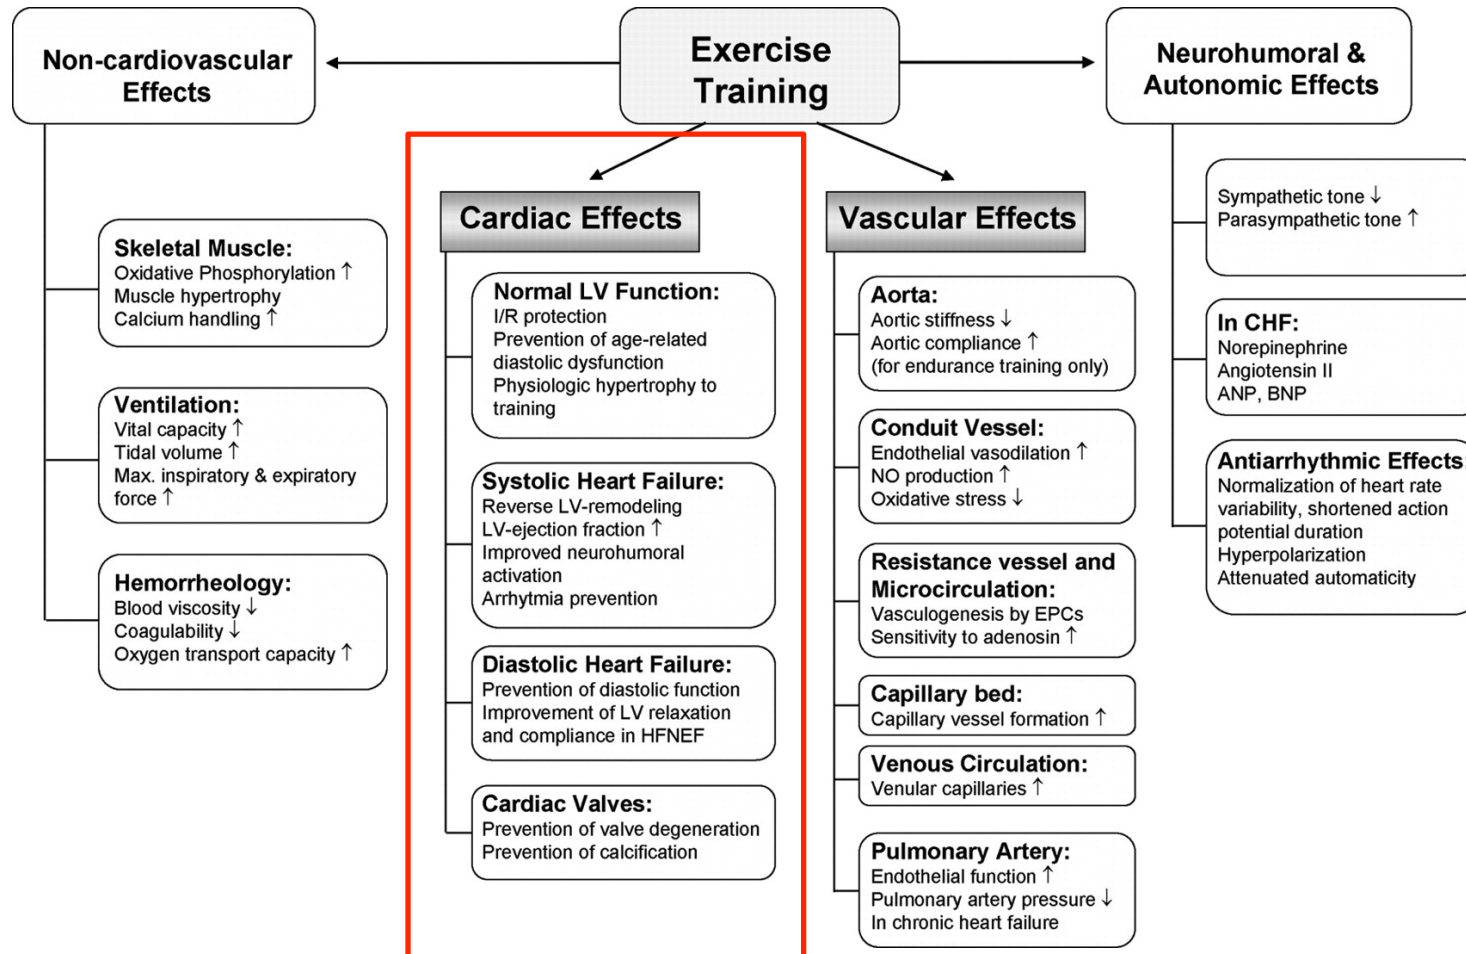 Exercise
Training
Non-cardiovascular
Effects
Skeletal Muscle:
Oxidative Phosphorylation ↑
Muscle hypertrophy
Calcium handling ↑
Ventilation:
Vital capacity ↑
Tidal volume ↑
Max. inspiratory & expiratory
force ↑
Hemorrheology:
Blood viscosity ↓
Coagulability ↓
Oxygen transport capacity ↑
Cardiac Effects
Normal LV Function:
I/R protection
Prevention of age-related
diastolic dysfunction
Physiologic hypertrophy to
training
Systolic Heart Failure:
Reverse LV-remodeling
LV-ejection fraction ↑
Improved neurohumoral
activation
Arrhytmia prevention
Diastolic Heart Failure:
Prevention of diastolic function
Improvement of LV relaxation
and compliance in HFNEF
Cardiac Valves:
Prevention of valve degeneration
Prevention of calcification
Vascular Effects
Aorta:
Aortic stiffness ↓
Aortic compliance ↑
(for endurance training only)
Conduit Vessel:
Endothelial vasodilation ↑
NO production ↑
Oxidative stress ↓
Resistance vessel and
Microcirculation:
Vasculogenesis by EPCs
Sensitivity to adenosin ↑
Capillary bed:
Capillary vessel formation ↑
Venous Circulation:
Venular capillaries ↑
Pulmonary Artery:
Endothelial function ↑
Pulmonary artery pressure ↓
In chronic heart failure
Neurohumoral &
Autonomic Effects
Sympathetic tone ↓
Parasympathetic tone ↑
In CHF:
Norepinephrine
Angiotensin II
ANP, BNP
Antiarrhythmic Effects:
Normalization of heart rate
variability, shortened action
potential duration
Hyperpolarization
Attenuated automaticity